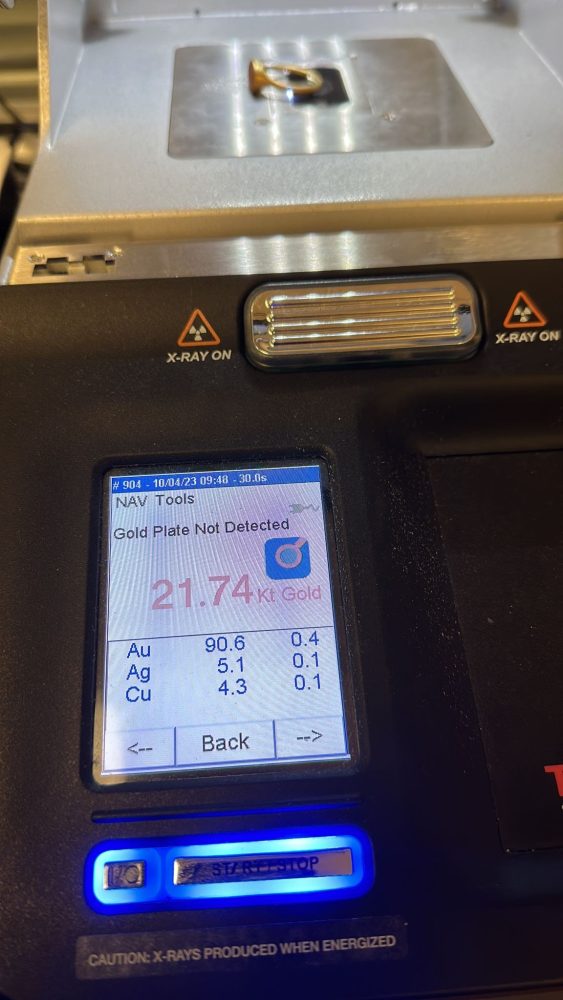 X-RAY ON
X-RAY ON
# 904 - 10/04/23 09:48 - 30.0s
NAV Tools
Gold Plate Not Detected
21.74 Kt Gold
Au 90.6 0.4
Ag 5.1 0.1
Cu 4.3 0.1
<-- Back -->
START / STOP
CAUTION: X-RAYS PRODUCED WHEN ENERGIZED